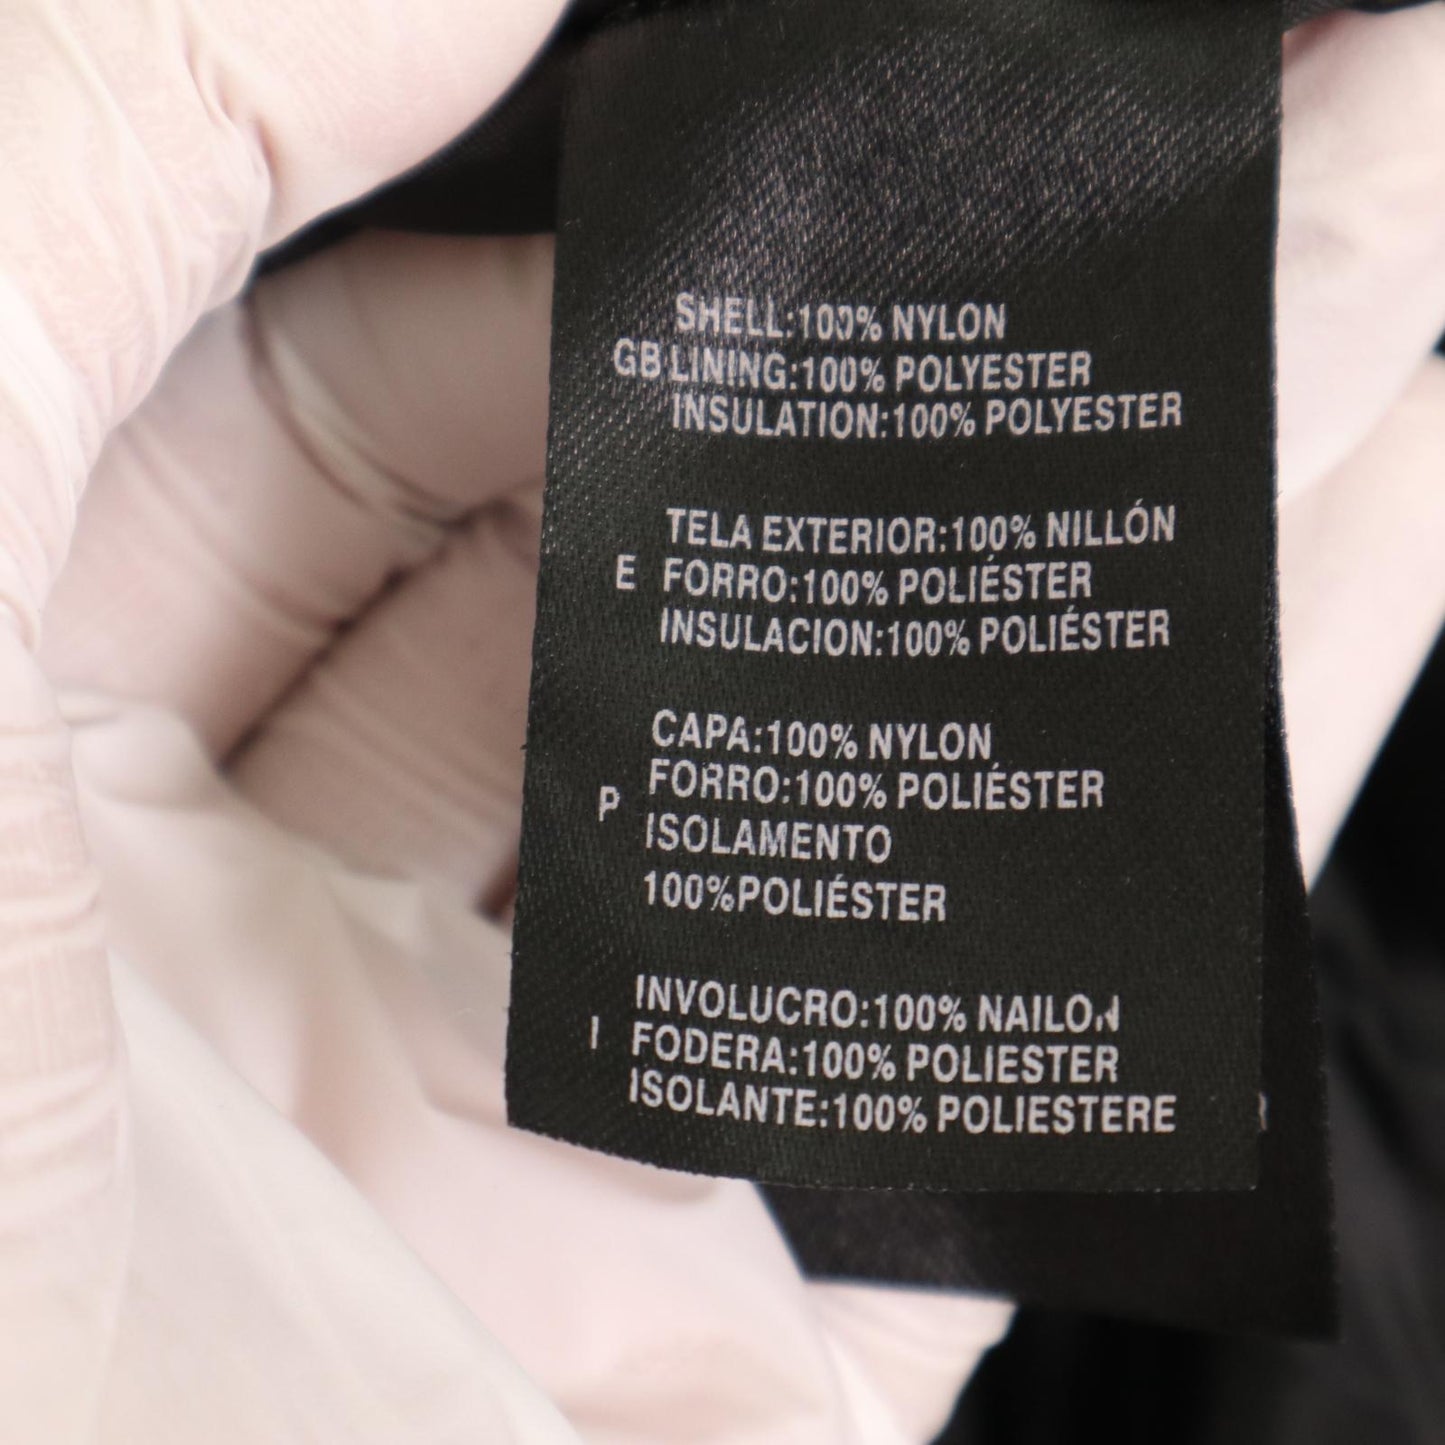 SHELL:100% NYLON
GB LINING:100% POLYESTER
INSULATION:100% POLYESTER
TELA EXTERIOR:100% NILLÓN
E FORRO:100% POLIÉSTER
INSULACION:100% POLIÉSTER
CAPA:100% NYLON
FORRO:100% POLIÉSTER
P
ISOLAMENTO
100%POLIÉSTER
INVOLUCRO:100% NAILON
I FODERA:100% POLIESTER
ISOLANTE:100% POLIESTERE